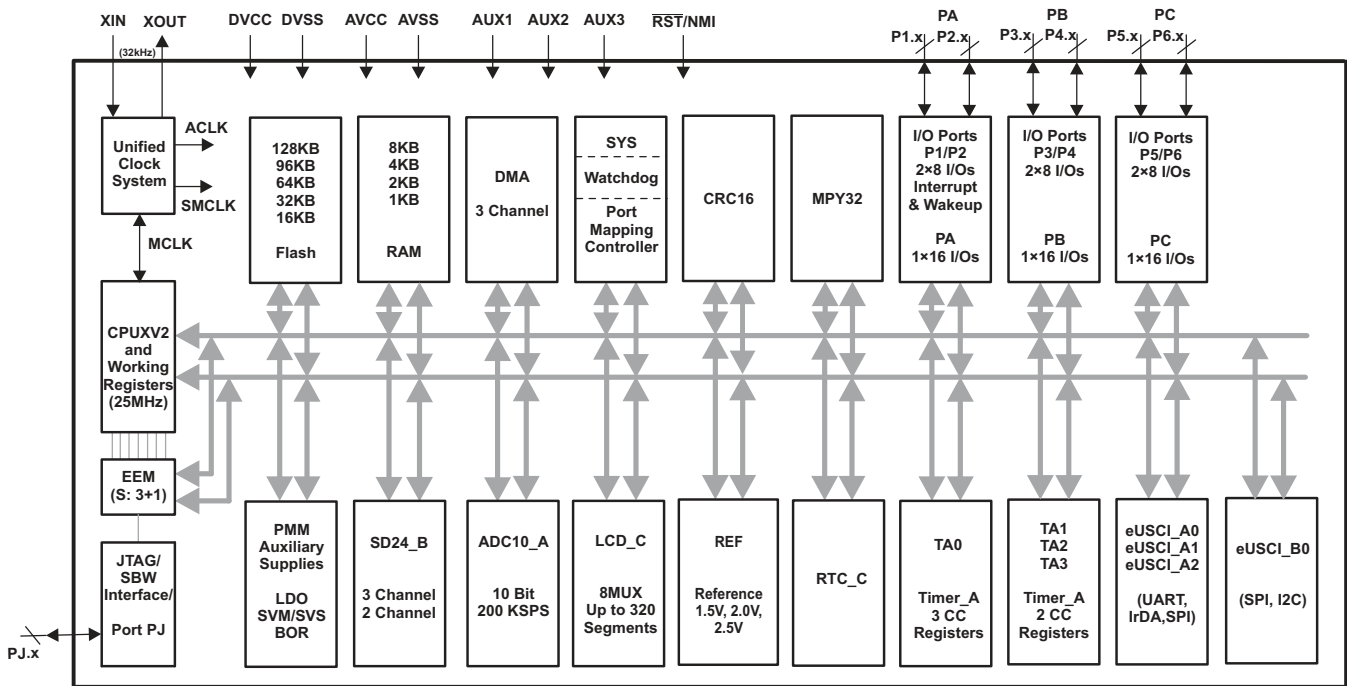 XIN
XOUT
(32kHz)
DVCC
DVSS
AVCC
AVSS
AUX1
AUX2
AUX3
RST/NMI
PA
P1.x
P2.x
PB
P3.x
P4.x
PC
P5.x
P6.x
Unified
Clock
System
ACLK
SMCLK
MCLK
128KB
96KB
64KB
32KB
16KB
Flash
8KB
4KB
2KB
1KB
RAM
DMA
3 Channel
SYS
Watchdog
Port
Mapping
Controller
CRC16
MPY32
I/O Ports
P1/P2
2×8 I/Os
Interrupt
& Wakeup
PA
1×16 I/Os
I/O Ports
P3/P4
2×8 I/Os
PB
1×16 I/Os
I/O Ports
P5/P6
2×8 I/Os
PC
1×16 I/Os
CPUXV2
and
Working
Registers
(25MHz)
EEM
(S: 3+1)
JTAG/
SBW
Interface/
Port PJ
PJ.x
PMM
Auxiliary
Supplies
LDO
SVM/SVS
BOR
SD24_B
3 Channel
2 Channel
ADC10_A
10 Bit
200 KSPS
LCD_C
8MUX
Up to 320
Segments
REF
Reference
1.5V, 2.0V,
2.5V
RTC_C
TA0
Timer_A
3 CC
Registers
TA1
TA2
TA3
Timer_A
2 CC
Registers
eUSCI_A0
eUSCI_A1
eUSCI_A2
(UART,
IrDA,SPI)
eUSCI_B0
(SPI, I2C)